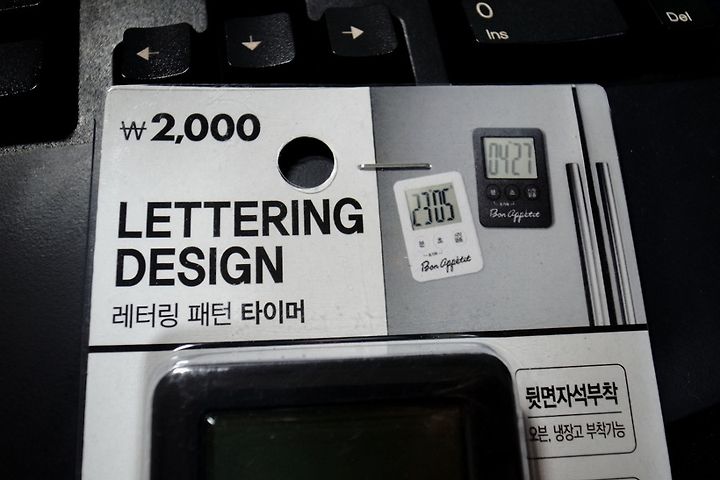 0
Ins
Del
₩2,000
LETTERING
DESIGN
레터링 패턴 타이머
04:27
Bon Appétit
23:05
분 초
Bon Appétit
뒷면자석부착
오븐, 냉장고 부착가능